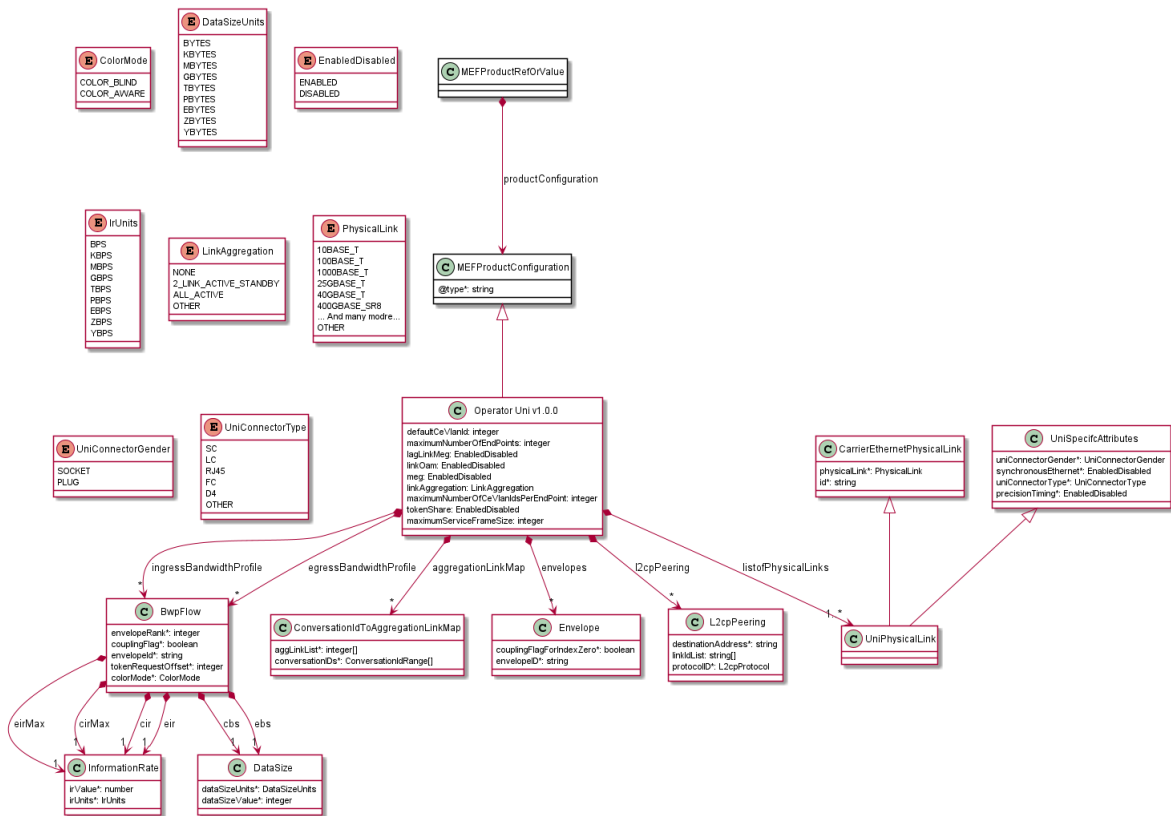 E ColorMode
COLOR_BLIND
COLOR_AWARE
E DataSizeUnits
BYTES
KBYTES
MBYTES
GBYTES
TBYTES
PBYTES
EBYTES
ZBYTES
YBYTES
E EnabledDisabled
ENABLED
DISABLED
C MEFProductRefOrValue
productConfiguration
E IrUnits
BPS
KBPS
MBPS
GBPS
TBPS
PBPS
EBPS
ZBPS
YBPS
E LinkAggregation
NONE
2_LINK_ACTIVE_STANDBY
ALL_ACTIVE
OTHER
E PhysicalLink
10BASE_T
100BASE_T
1000BASE_T
25GBASE_T
40GBASE_T
400GBASE_SR8
... And many modre...
OTHER
C MEFProductConfiguration
@type*: string
E UniConnectorGender
SOCKET
PLUG
E UniConnectorType
SC
LC
RJ45
FC
D4
OTHER
C Operator Uni v1.0.0
defaultCeVlanId: integer
maximumNumberOfEndPoints: integer
lagLinkMeg: EnabledDisabled
linkOam: EnabledDisabled
meg: EnabledDisabled
linkAggregation: LinkAggregation
maximumNumberOfCeVlanIdsPerEndPoint: integer
tokenShare: EnabledDisabled
maximumServiceFrameSize: integer
C CarrierEthernetPhysicalLink
physicalLink*: PhysicalLink
id*: string
C UniSpecifcAttributes
uniConnectorGender*: UniConnectorGender
synchronousEthernet*: EnabledDisabled
uniConnectorType*: UniConnectorType
precisionTiming*: EnabledDisabled
ingressBandwidthProfile
egressBandwidthProfile
aggregationLinkMap
envelopes
l2cpPeering
listofPhysicalLinks
*
*
*
*
*
1..*
C BwpFlow
envelopeRank*: integer
couplingFlag*: boolean
envelopeId*: string
tokenRequestOffset*: integer
colorMode*: ColorMode
C ConversationIdToAggregationLinkMap
aggLinkList*: integer[]
conversationIDs*: ConversationIdRange[]
C Envelope
couplingFlagForIndexZero*: boolean
envelopeID*: string
C L2cpPeering
destinationAddress*: string
linkIdList: string[]
protocolID*: L2cpProtocol
C UniPhysicalLink
eirMax
cirMax
cir
eir
cbs
ebs
1
1
1
1
1
1
C InformationRate
irValue*: number
irUnits*: IrUnits
C DataSize
dataSizeUnits*: DataSizeUnits
dataSizeValue*: integer